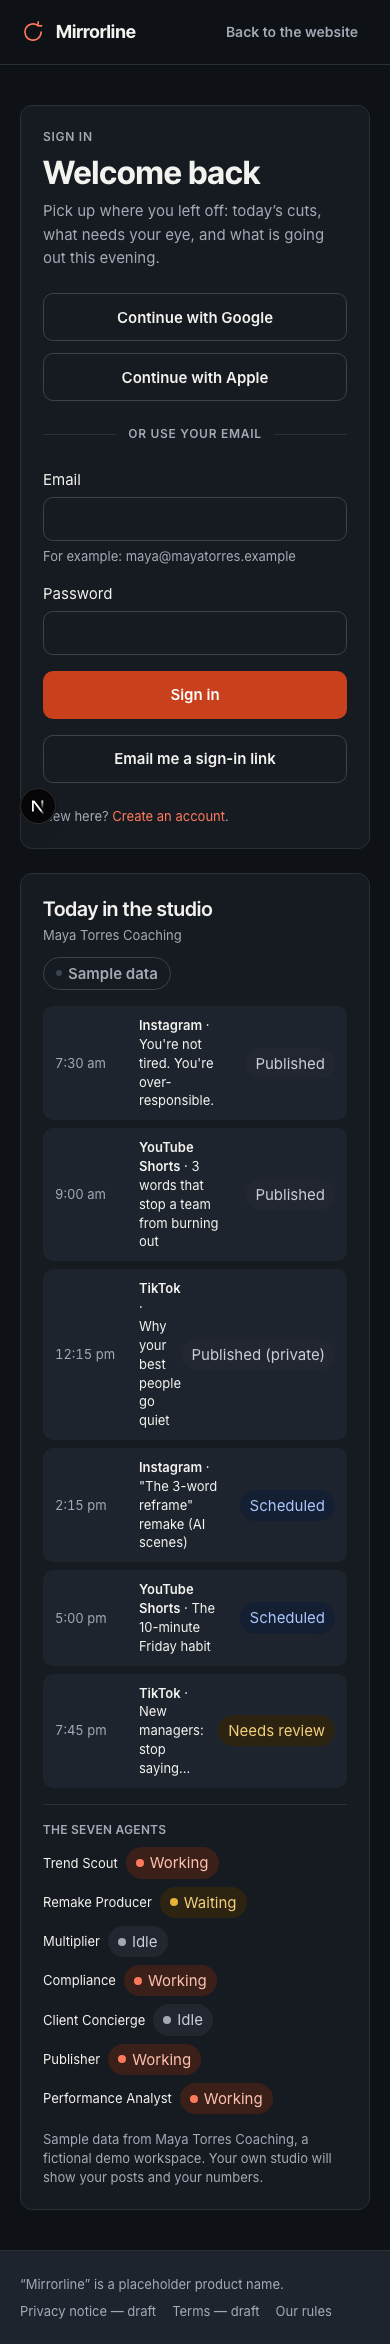 Mirrorline
Back to the website
SIGN IN
Welcome back
Pick up where you left off: today’s cuts,
what needs your eye, and what is going
out this evening.
Continue with Google
Continue with Apple
OR USE YOUR EMAIL
Email
For example: maya@mayatorres.example
Password
Sign in
Email me a sign-in link
N
here? Create an account.
Today in the studio
Maya Torres Coaching
Sample data
7:30 am
Instagram ·
You're not
tired. You're
over-
responsible.
Published
9:00 am
YouTube
Shorts · 3
words that
stop a team
from burning
out
Published
12:15 pm
TikTok
·
Why
your
best
people
go
quiet
Published (private)
2:15 pm
Instagram ·
"The 3-word
reframe"
remake (AI
scenes)
Scheduled
5:00 pm
YouTube
Shorts · The
10-minute
Friday habit
Scheduled
7:45 pm
TikTok ·
New
managers:
stop
saying...
Needs review
THE SEVEN AGENTS
Trend Scout Working
Remake Producer Waiting
Multiplier Idle
Compliance Working
Client Concierge Idle
Publisher Working
Performance Analyst Working
Sample data from Maya Torres Coaching, a
fictional demo workspace. Your own studio will
show your posts and your numbers.
“Mirrorline” is a placeholder product name.
Privacy notice — draft Terms — draft Our rules